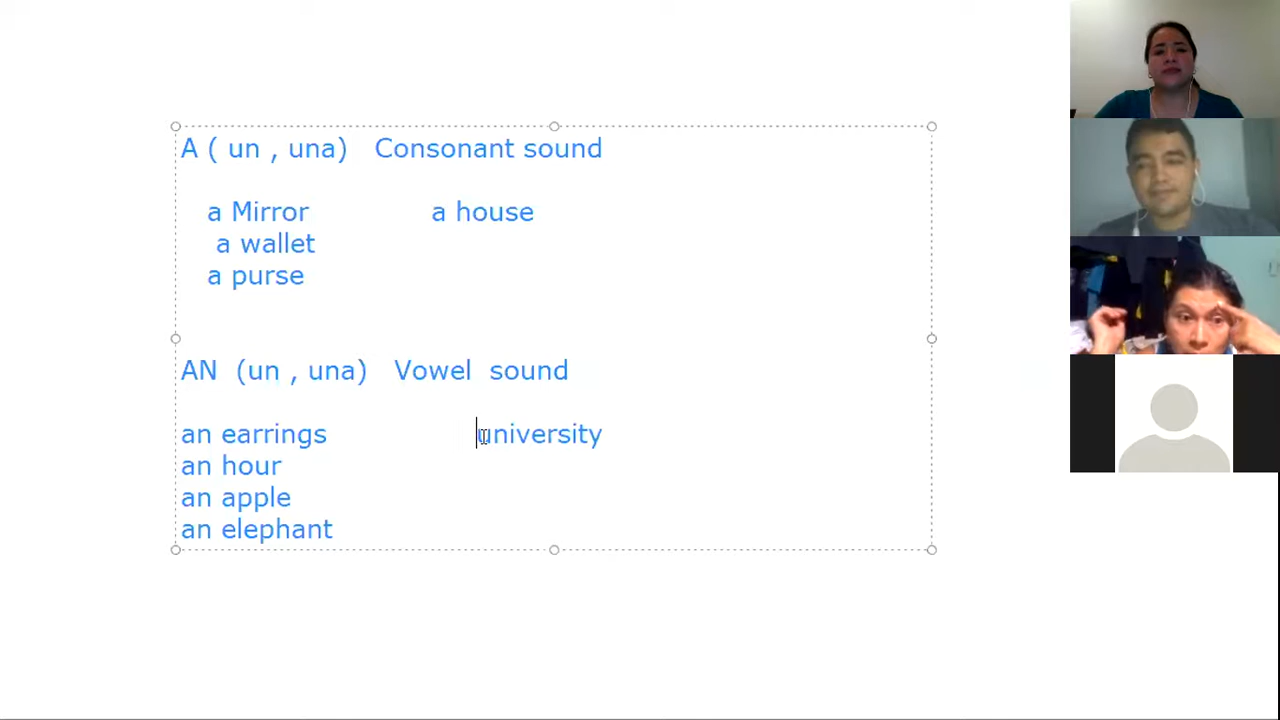 A ( un , una) Consonant sound
a Mirror a house
a wallet
a purse
AN (un , una) Vowel sound
an earrings university
an hour
an apple
an elephant